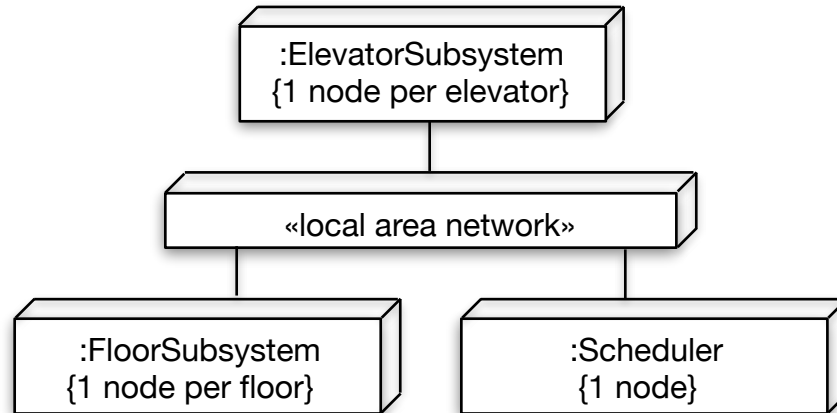 :ElevatorSubsystem
{1 node per elevator}
«local area network»
:FloorSubsystem
{1 node per floor}
:Scheduler
{1 node}